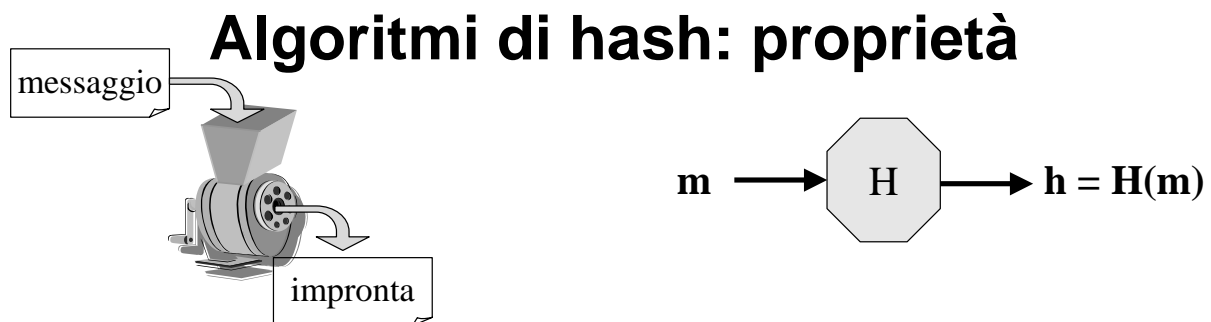 Algoritmi di hash: proprietà
messaggio
impronta
m
H
h = H(m)